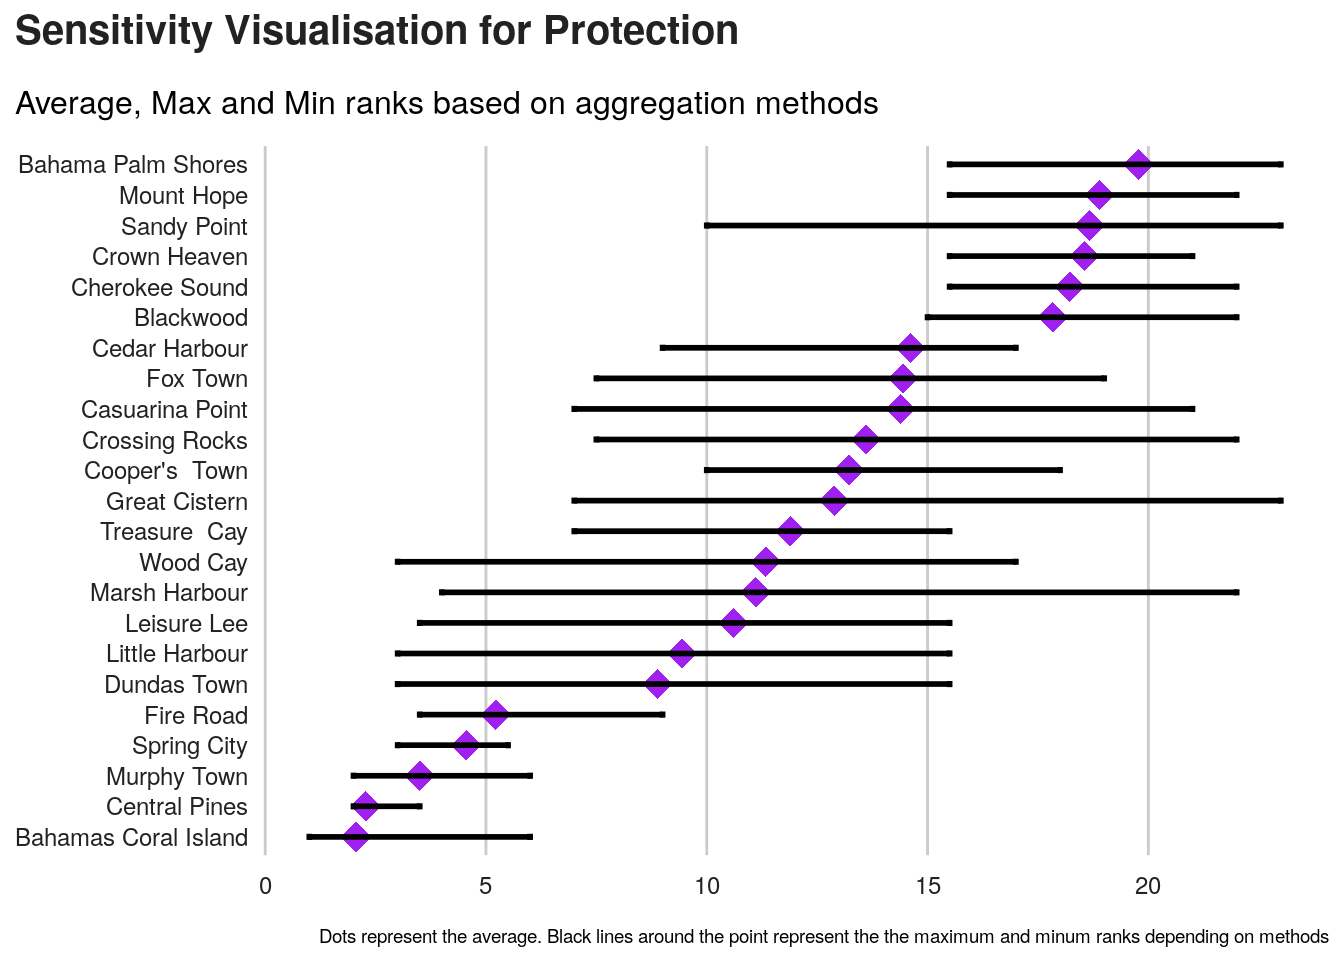 Sensitivity Visualisation for Protection
Average, Max and Min ranks based on aggregation methods
Bahama Palm Shores
Mount Hope
Sandy Point
Crown Heaven
Cherokee Sound
Blackwood
Cedar Harbour
Fox Town
Casuarina Point
Crossing Rocks
Cooper's  Town
Great Cistern
Treasure  Cay
Wood Cay
Marsh Harbour
Leisure Lee
Little Harbour
Dundas Town
Fire Road
Spring City
Murphy Town
Central Pines
Bahamas Coral Island
0 5 10 15 20
Dots represent the average. Black lines around the point represent the the maximum and minum ranks depending on methods